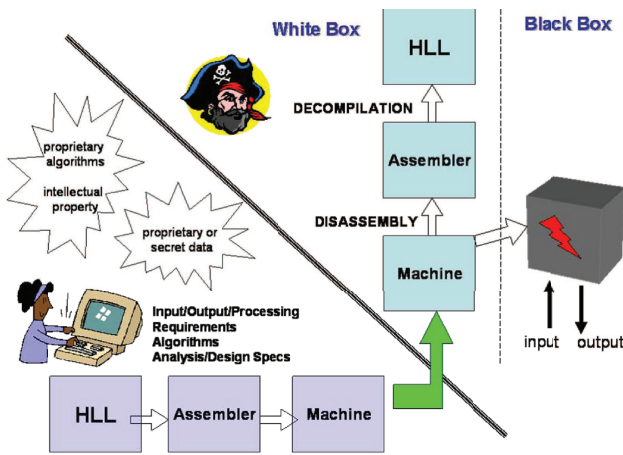 White Box
Black Box
HLL
DECOMPILATION
Assembler
DISASSEMBLY
Machine
proprietary
algorithms
intellectual
property
proprietary or
secret data
Input/Output/Processing
Requirements
Algorithms
Analysis/Design Specs
input
output
HLL
Assembler
Machine